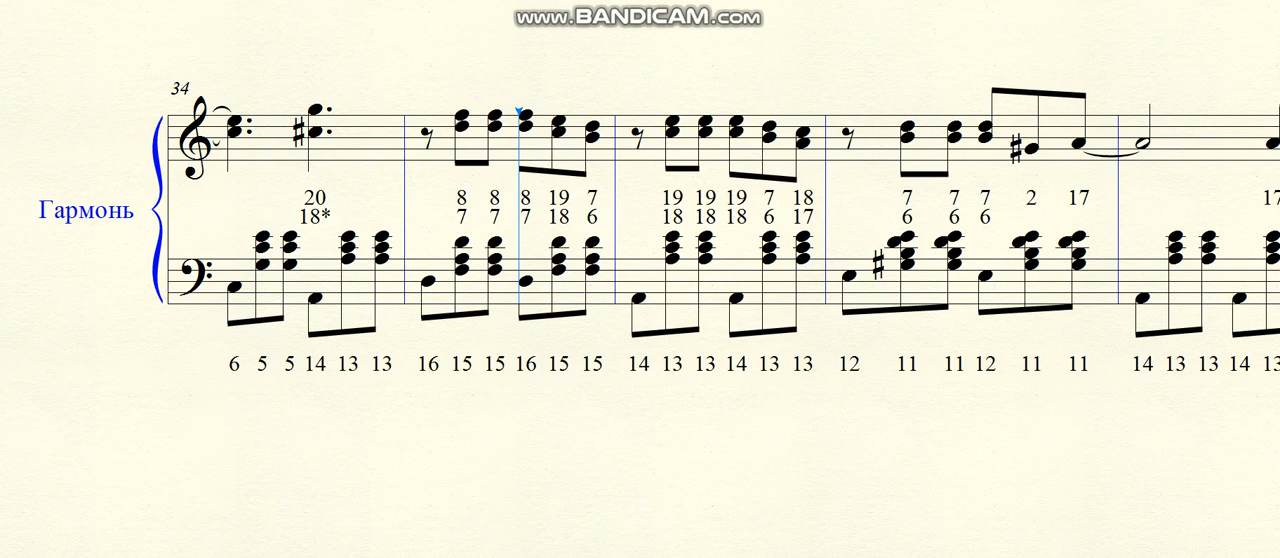 www.BANDICAM.com
34
20 8 8 8 19 7 19 19 19 7 18 7 7 7 2 17 17
Гармонь
18* 7 7 7 18 6 18 18 18 6 17 6 6 6
6 5 5 14 13 13 16 15 15 16 15 15 14 13 13 14 13 13 12 11 11 12 11 11 14 13 13 14 13